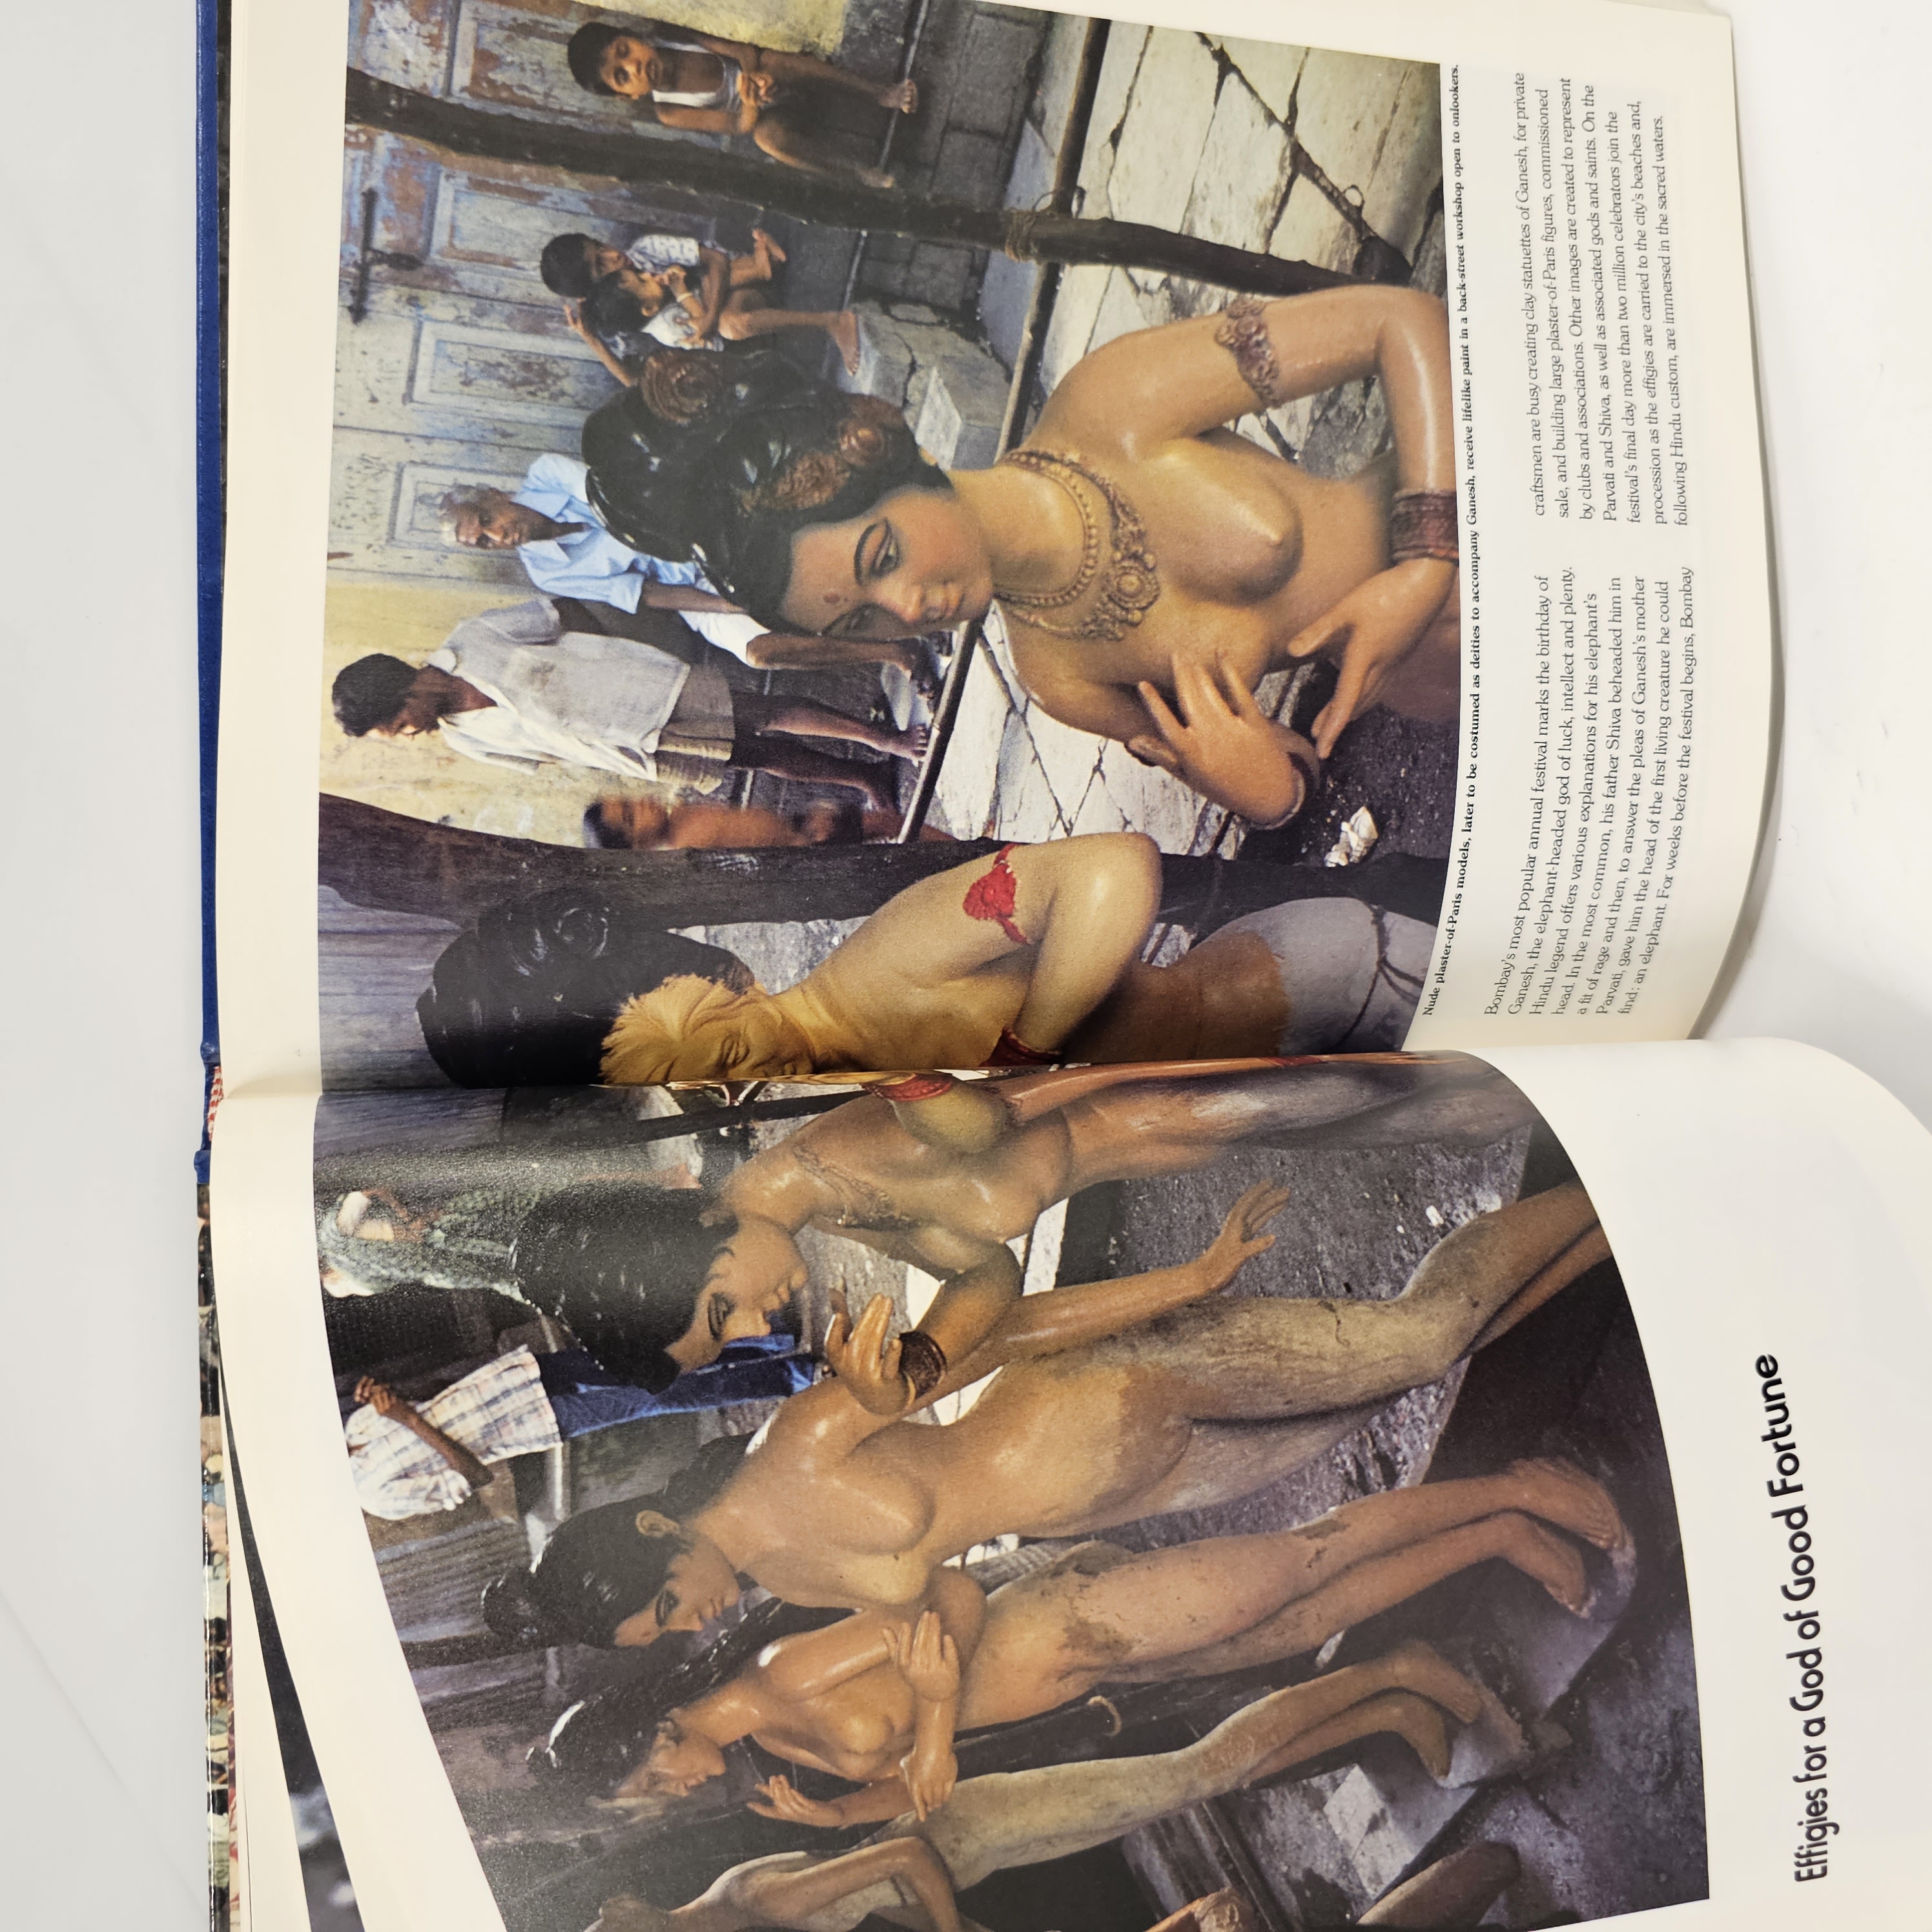 Effigies for a God of Good Fortune
Nude plaster-of-Paris models, later to be costumed as deities to accompany Ganesh, receive lifelike paint in a back-street workshop open to onlookers.
Bombay's most popular annual festival marks the birthday of
Ganesh, the elephant-headed god of luck, intellect and plenty.
Hindu legend offers various explanations for his elephant's
head. In the most common, his father Shiva beheaded him in
a fit of rage and then, to answer the pleas of Ganesh's mother
Parvati, gave him the head of the first living creature he could
find: an elephant. For weeks before the festival begins, Bombay
craftsmen are busy creating clay statuettes of Ganesh, for private
sale, and building large plaster-of-Paris figures, commissioned
by clubs and associations. Other images are created to represent
Parvati and Shiva, as well as associated gods and saints. On the
festival's final day more than two million celebrators join the
procession as the effigies are carried to the city's beaches and,
following Hindu custom, are immersed in the sacred waters.